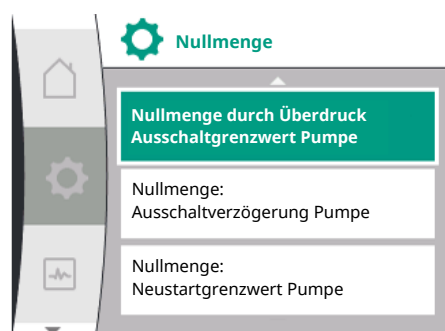 Nullmenge
Nullmenge durch Überdruck
Ausschaltgrenzwert Pumpe
Nullmenge:
Ausschaltverzögerung Pumpe
Nullmenge:
Neustartgrenzwert Pumpe